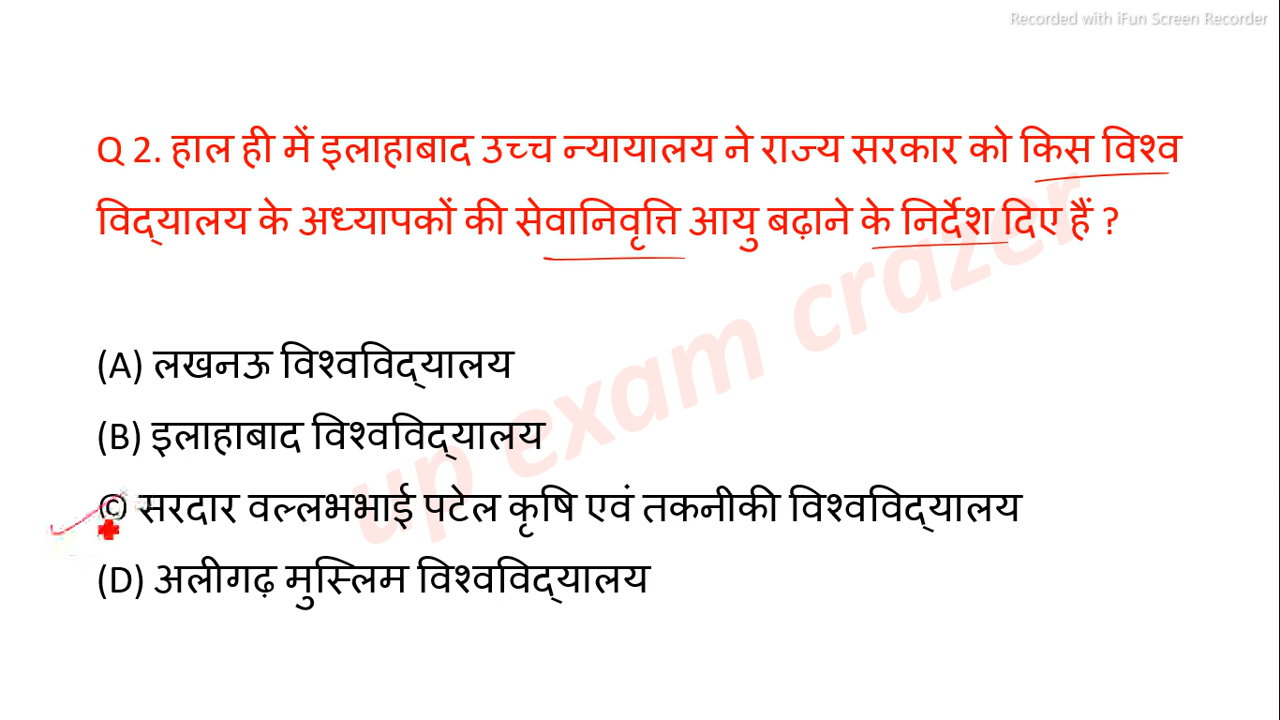 Recorded with iFun Screen Recorder
Q 2. हाल ही में इलाहाबाद उच्च न्यायालय ने राज्य सरकार को किस विश्व
विद्यालय के अध्यापकों की सेवानिवृत्ति आयु बढ़ाने के निर्देश दिए हैं ?
up exam crazer
(A) लखनऊ विश्वविद्यालय
(B) इलाहाबाद विश्वविद्यालय
© सरदार वल्लभभाई पटेल कृषि एवं तकनीकी विश्वविद्यालय
(D) अलीगढ़ मुस्लिम विश्वविद्यालय